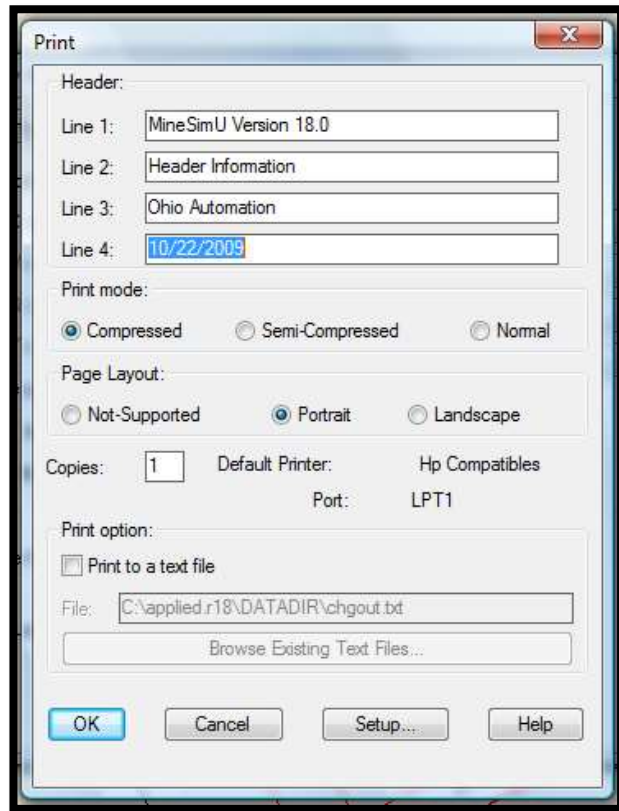 Print
Header:
Line 1: MineSimU Version 18.0
Line 2: Header Information
Line 3: Ohio Automation
Line 4: 10/22/2009
Print mode:
Compressed Semi-Compressed Normal
Page Layout:
Not-Supported Portrait Landscape
Copies: 1 Default Printer: Hp Compatibles
Port: LPT1
Print option:
Print to a text file
File: C:\applied.r18\DATADIR\chgout.txt
Browse Existing Text Files...
OK Cancel Setup... Help